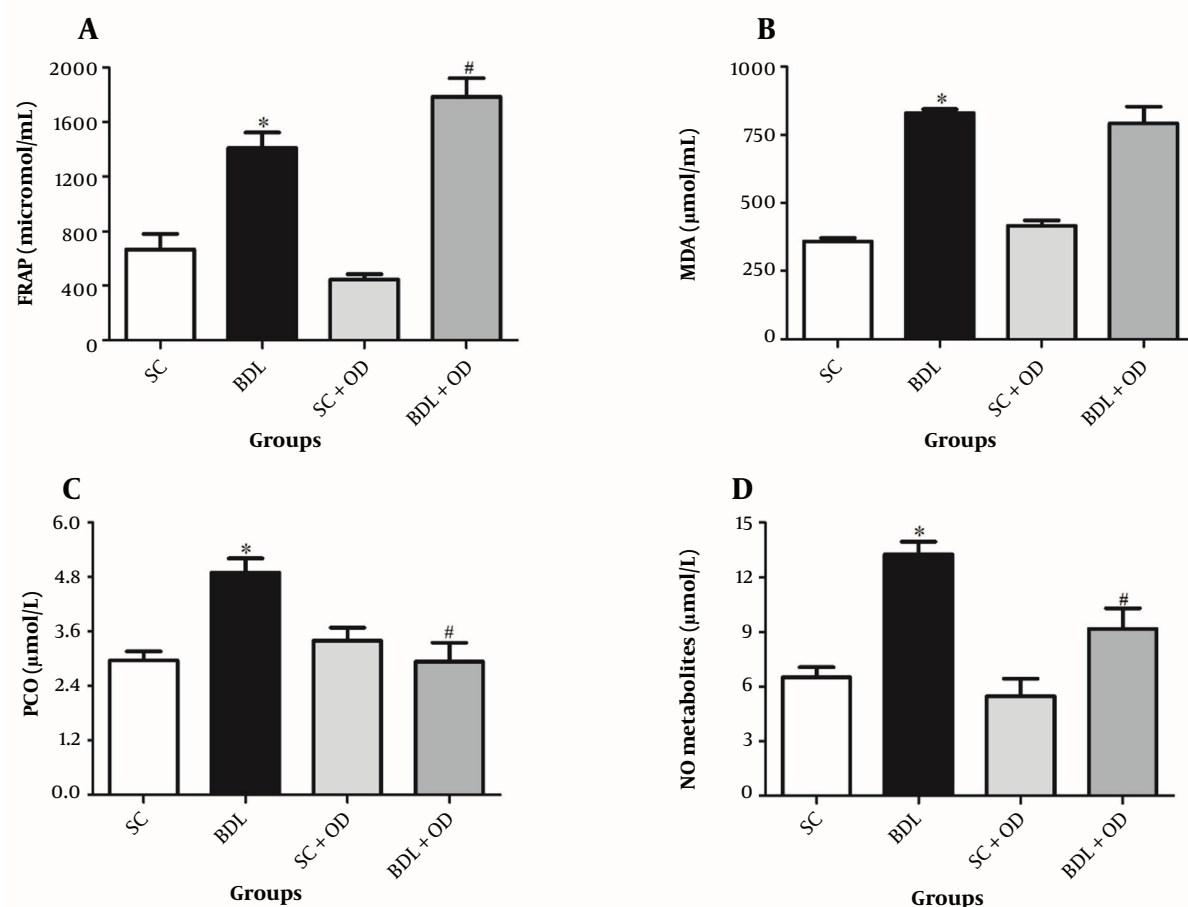 A
FRAP (micromol/mL)
2000
1600
1200
800
400
0
*
#
SC
BDL
SC + OD
BDL + OD
Groups
B
MDA (µmol/mL)
1000
750
500
250
0
*
SC
BDL
SC + OD
BDL + OD
Groups
C
PCO (µmol/L)
6.0
4.8
3.6
2.4
1.2
0.0
*
#
SC
BDL
SC + OD
BDL + OD
Groups
D
NO metabolites (µmol/L)
15
12
9
6
3
0
*
#
SC
BDL
SC + OD
BDL + OD
Groups